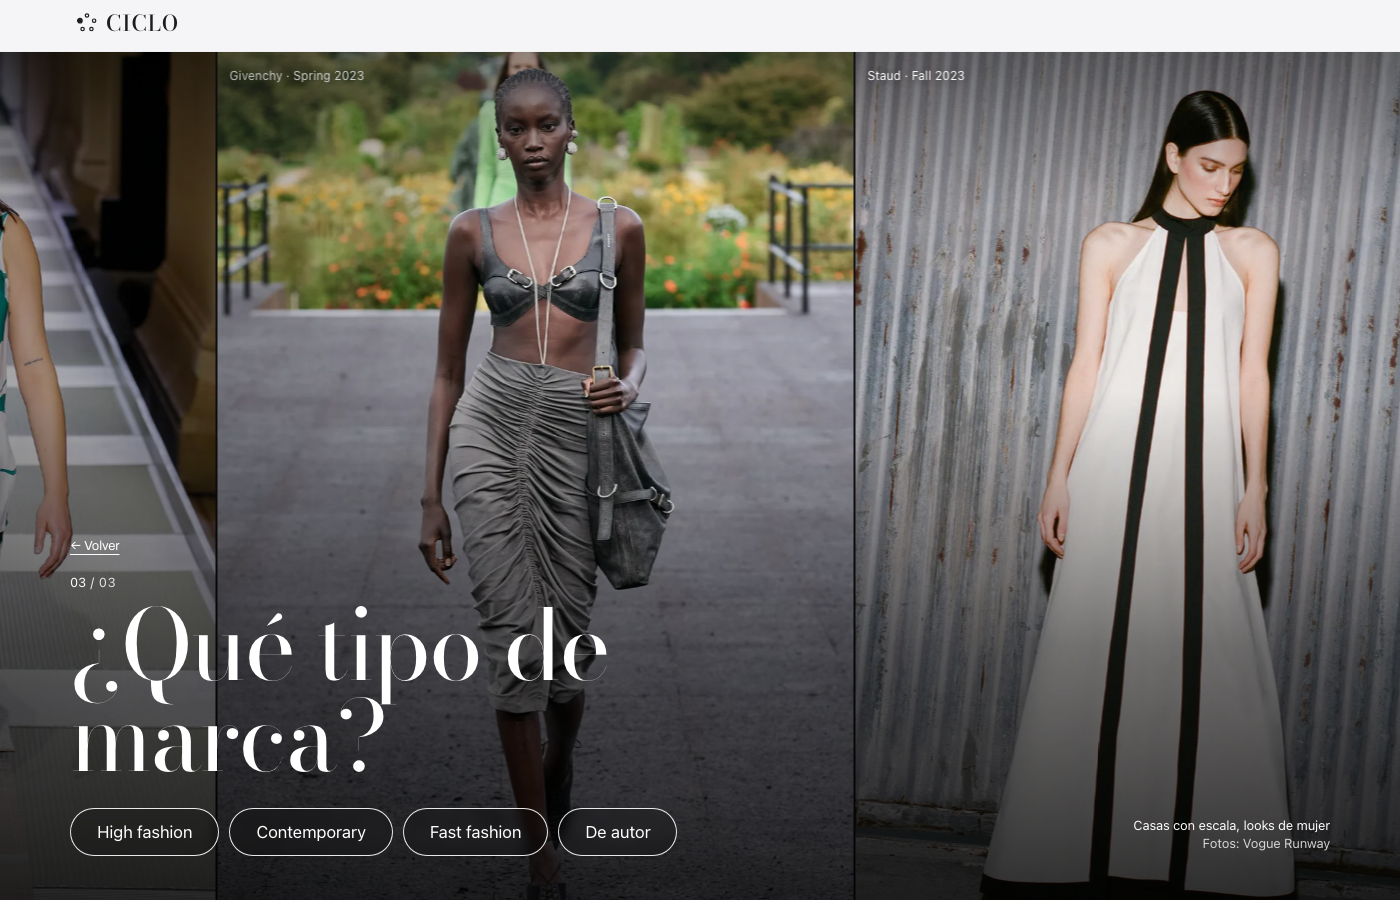 CICLO
Givenchy · Spring 2023
Staud · Fall 2023
← Volver
03 / 03
¿Qué tipo de
marca?
High fashion
Contemporary
Fast fashion
De autor
Casas con escala, looks de mujer
Fotos: Vogue Runway